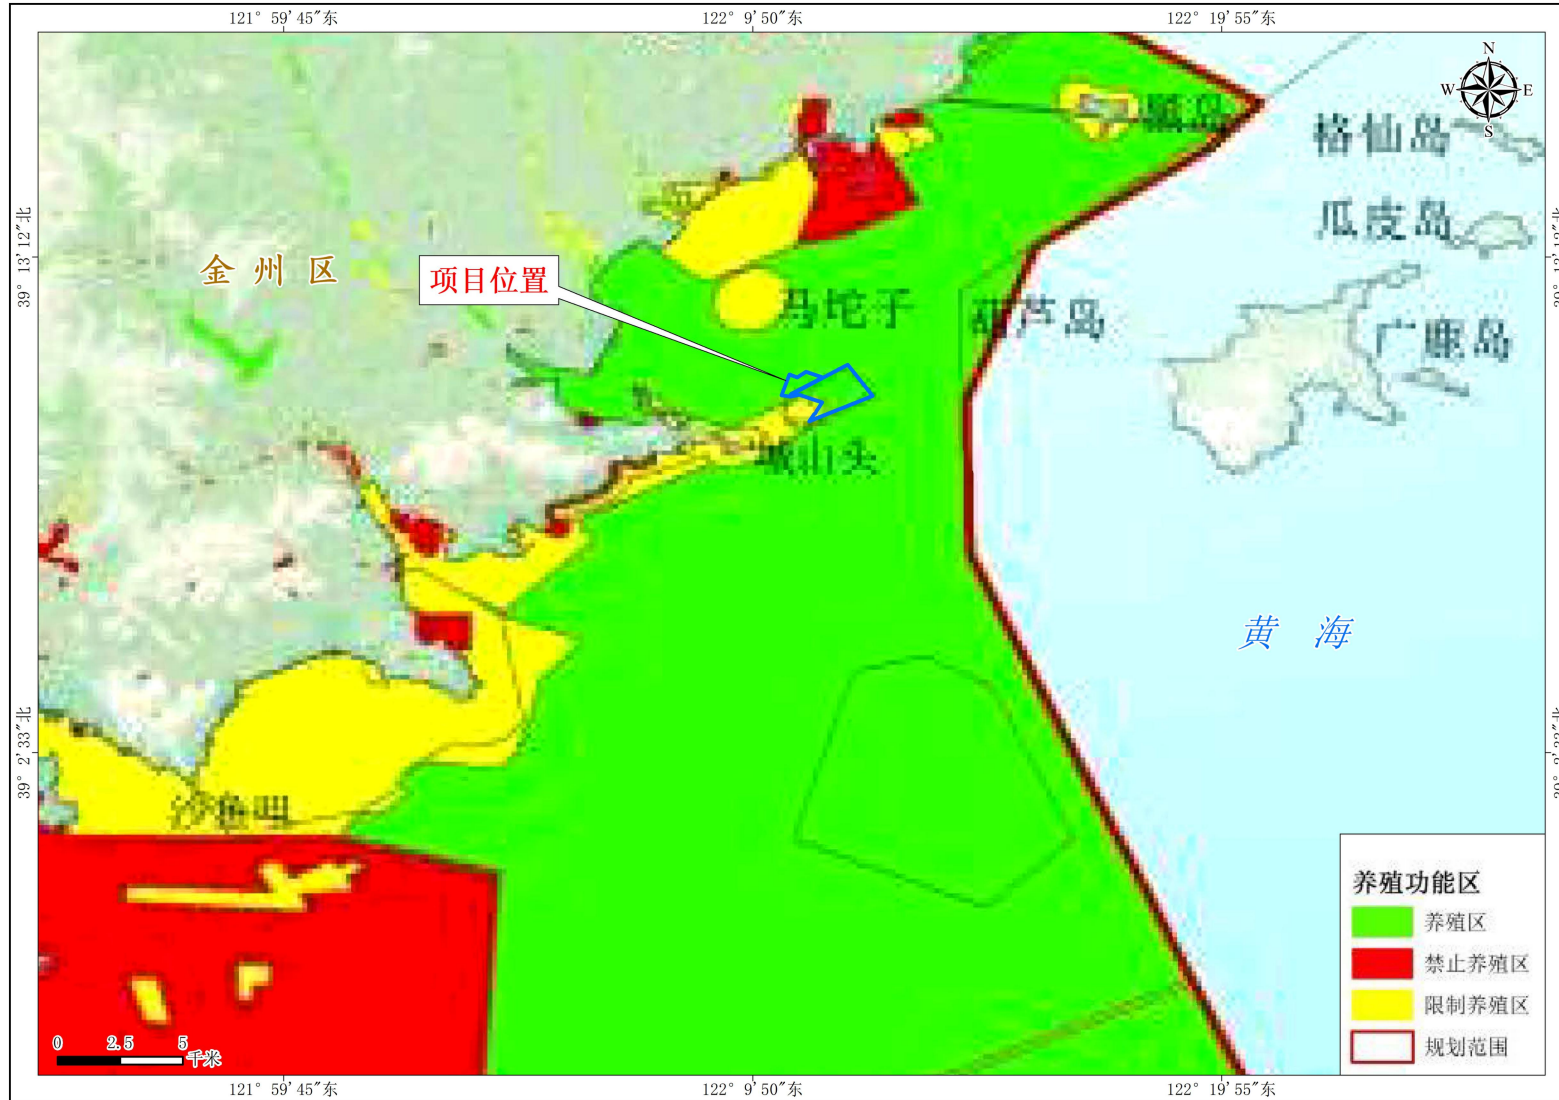 121° 59′45″东
122° 9′50″东
122° 19′55″东
N
W
E
S
格仙岛
瓜皮岛
39° 13′12″北
金州区
项目位置
马坨子
葫芦岛
广鹿岛
城山头
黄海
39° 2′33″北
养殖功能区
养殖区
禁止养殖区
限制养殖区
规划范围
0 2.5 5
千米
121° 59′45″东
122° 9′50″东
122° 19′55″东